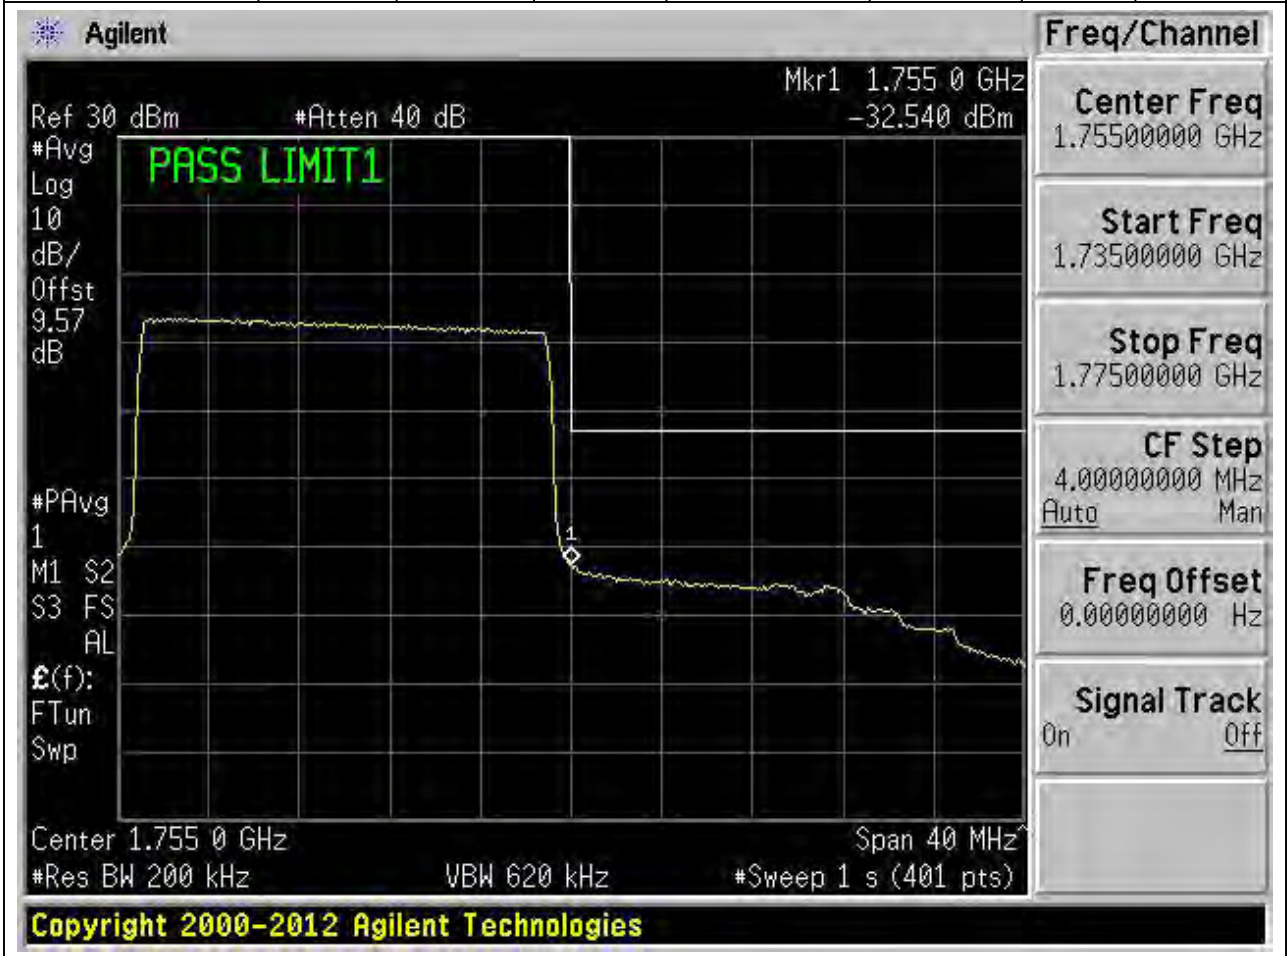 Agilent
Freq/Channel
Mkr1 1.755 0 GHz
Ref 30 dBm #Atten 40 dB -32.540 dBm
#Avg
Log
10
dB/
Offst
9.57
dB
PASS LIMIT1
#PAvg
1
M1 S2
S3 FS
AL
£(f):
FTun
Swp
1
Center 1.755 0 GHz Span 40 MHz^
#Res BW 200 kHz VBW 620 kHz #Sweep 1 s (401 pts)
Center Freq
1.75500000 GHz
Start Freq
1.73500000 GHz
Stop Freq
1.77500000 GHz
CF Step
4.00000000 MHz
Auto Man
Freq Offset
0.00000000 Hz
Signal Track
On Off
Copyright 2000-2012 Agilent Technologies